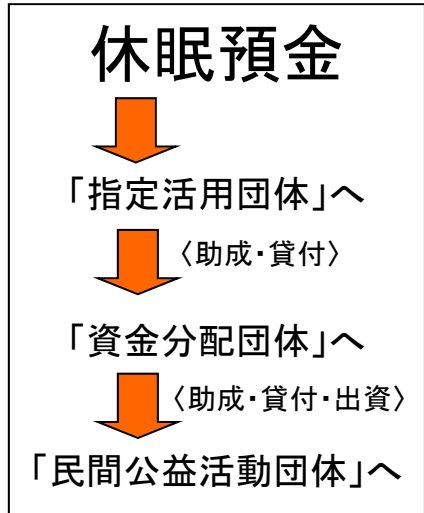 休眠預金
「指定活用団体」へ
〈助成・貸付〉
「資金分配団体」へ
〈助成・貸付・出資〉
「民間公益活動団体」へ